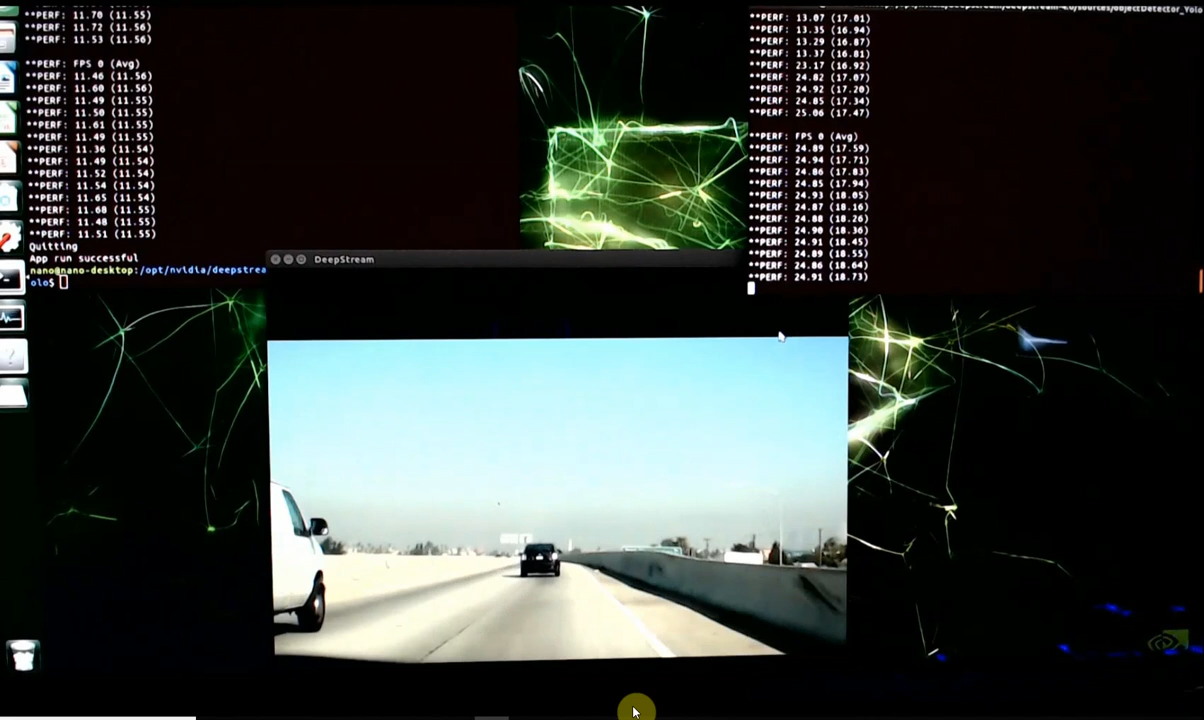 **PERF: 11.70 (11.55)
**PERF: 11.72 (11.56)
**PERF: 11.53 (11.56)
**PERF: FPS 0 (Avg)
**PERF: 11.46 (11.56)
**PERF: 11.60 (11.56)
**PERF: 11.49 (11.55)
**PERF: 11.50 (11.55)
**PERF: 11.61 (11.55)
**PERF: 11.49 (11.55)
**PERF: 11.36 (11.54)
**PERF: 11.49 (11.54)
**PERF: 11.52 (11.54)
**PERF: 11.54 (11.54)
**PERF: 11.65 (11.54)
**PERF: 11.68 (11.55)
**PERF: 11.48 (11.55)
**PERF: 11.51 (11.55)
Quitting
App run successful
nano@nano-desktop:/opt/nvidia/deepstrea
olo$
/sources/objectDetector_Yolo
**PERF: 13.07 (17.01)
**PERF: 13.35 (16.94)
**PERF: 13.29 (16.87)
**PERF: 13.37 (16.81)
**PERF: 23.17 (16.92)
**PERF: 24.82 (17.07)
**PERF: 24.92 (17.20)
**PERF: 24.85 (17.34)
**PERF: 25.06 (17.47)
**PERF: FPS 0 (Avg)
**PERF: 24.89 (17.59)
**PERF: 24.94 (17.71)
**PERF: 24.86 (17.83)
**PERF: 24.85 (17.94)
**PERF: 24.93 (18.05)
**PERF: 24.87 (18.16)
**PERF: 24.88 (18.26)
**PERF: 24.90 (18.36)
**PERF: 24.91 (18.45)
**PERF: 24.89 (18.55)
**PERF: 24.86 (18.64)
**PERF: 24.91 (18.73)
DeepStream